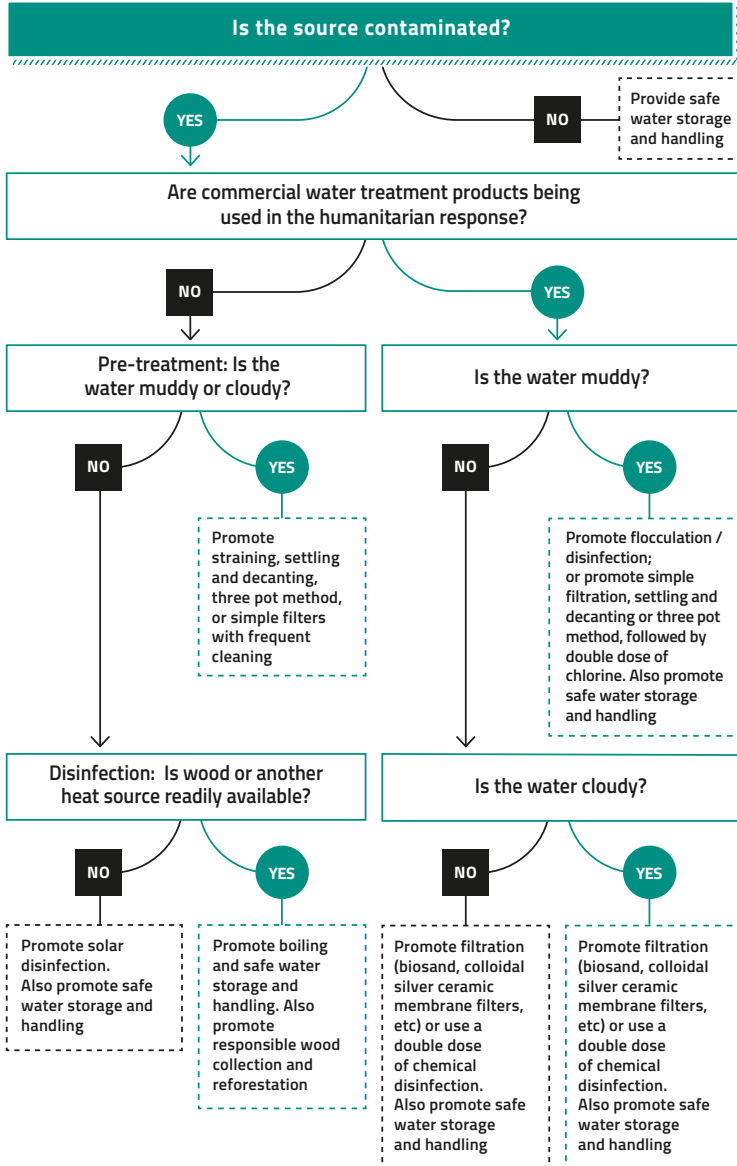 Is the source contaminated?
YES
NO
Provide safe
water storage
and handling
Are commercial water treatment products being
used in the humanitarian response?
NO
YES
Pre-treatment: Is the
water muddy or cloudy?
Is the water muddy?
NO
YES
NO
YES
Promote
straining, settling
and decanting,
three pot method,
or simple filters
with frequent
cleaning
Promote flocculation /
disinfection;
or promote simple
filtration, settling and
decanting or three pot
method, followed by
double dose of
chlorine. Also promote
safe water storage
and handling
Disinfection: Is wood or another
heat source readily available?
Is the water cloudy?
NO
YES
NO
YES
Promote solar
disinfection.
Also promote safe
water storage and
handling
Promote boiling
and safe water
storage and
handling. Also
promote
responsible wood
collection and
reforestation
Promote filtration
(biosand, colloidal
silver ceramic
membrane filters,
etc) or use a
double dose
of chemical
disinfection.
Also promote safe
water storage
and handling
Promote filtration
(biosand, colloidal
silver ceramic
membrane filters,
etc) or use a
double dose
of chemical
disinfection.
Also promote safe
water storage
and handling